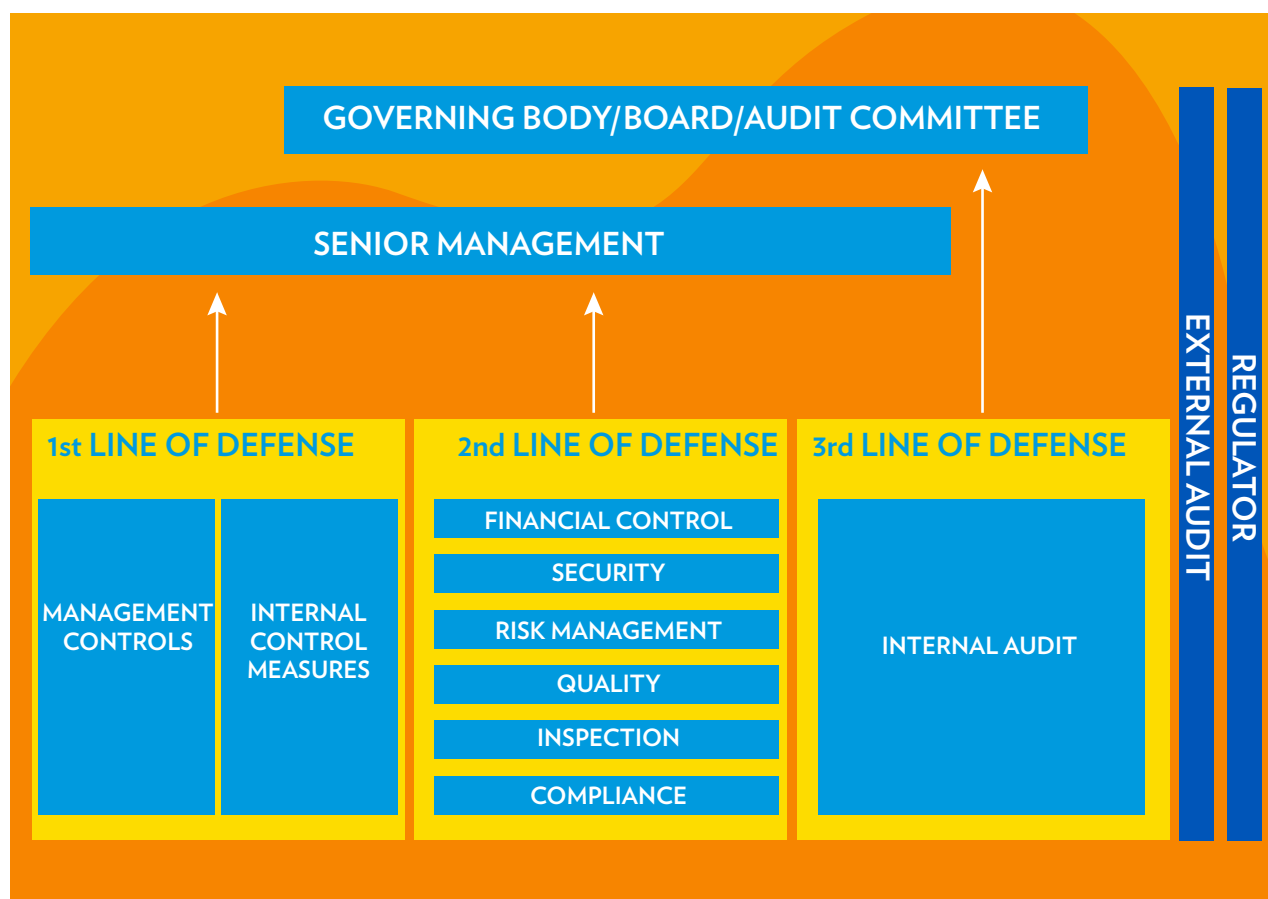 GOVERNING BODY/BOARD/AUDIT COMMITTEE
SENIOR MANAGEMENT
1st LINE OF DEFENSE
MANAGEMENT
CONTROLS
INTERNAL
CONTROL
MEASURES
2nd LINE OF DEFENSE
FINANCIAL CONTROL
SECURITY
RISK MANAGEMENT
QUALITY
INSPECTION
COMPLIANCE
3rd LINE OF DEFENSE
INTERNAL AUDIT
EXTERNAL AUDIT
REGULATOR